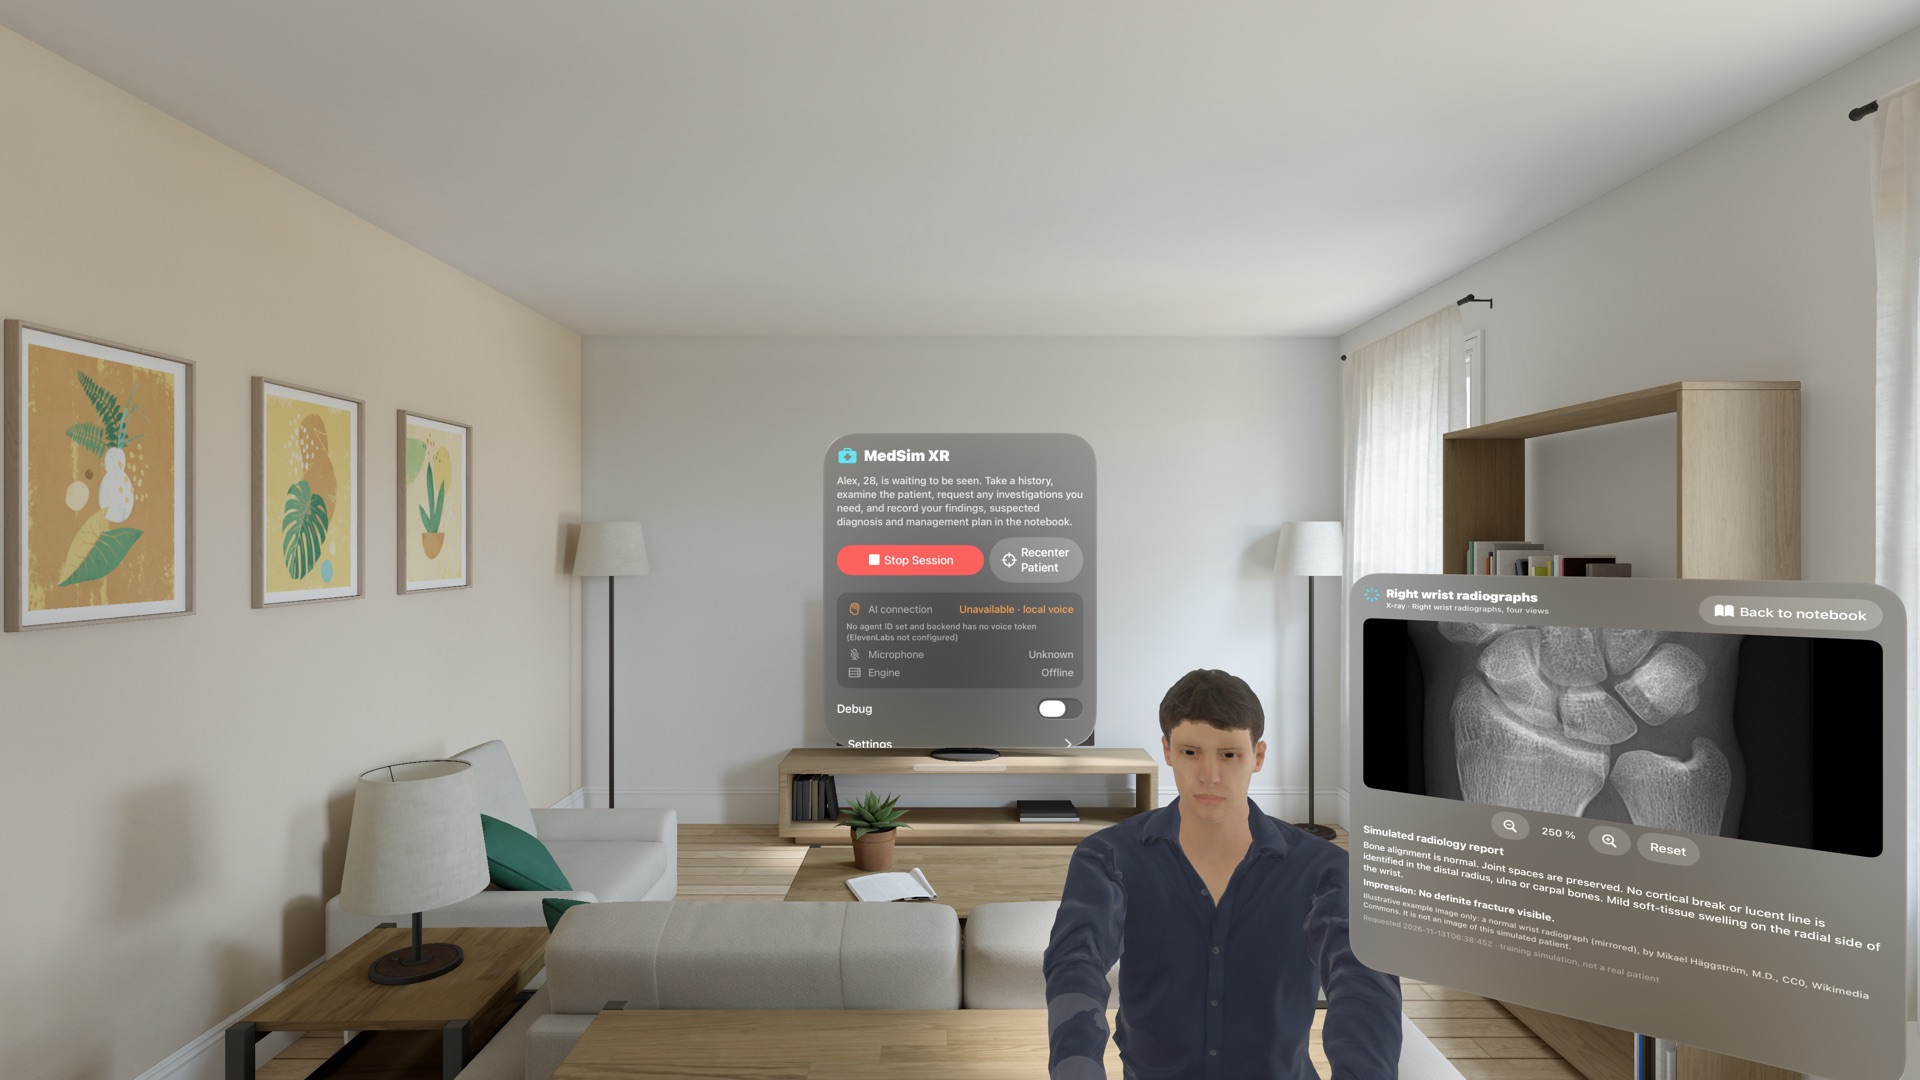 MedSim XR
Alex, 28, is waiting to be seen. Take a history,
examine the patient, request any investigations you
need, and record your findings, suspected
diagnosis and management plan in the notebook.
Stop Session
Recenter
Patient
AI connection
Unavailable · local voice
No agent ID set and backend has no voice token
(ElevenLabs not configured)
Microphone
Unknown
Engine
Offline
Debug
Settings
Right wrist radiographs
X-ray · Right wrist radiographs, four views
Back to notebook
250 %
Reset
Simulated radiology report
Bone alignment is normal. Joint spaces are preserved. No cortical break or lucent line is
identified in the distal radius, ulna or carpal bones. Mild soft-tissue swelling on the radial side of
the wrist.
Impression: No definite fracture visible.
Illustrative example image only: a normal wrist radiograph (mirrored), by Mikael Häggström, M.D., CC0, Wikimedia
Commons. It is not an image of this simulated patient.
Requested 2026-11-13T06:38:45Z · training simulation, not a real patient